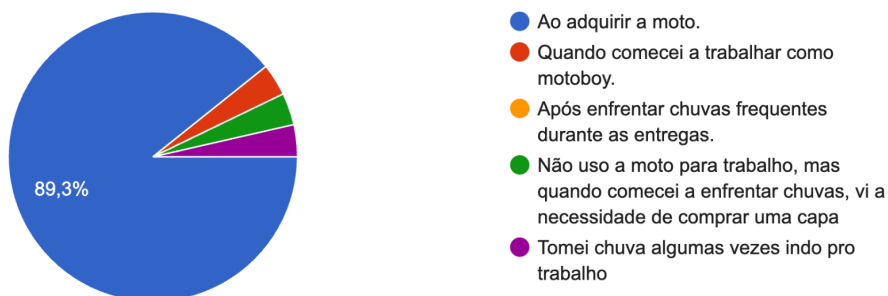 89,3%
Ao adquirir a moto.
Quando comecei a trabalhar como
motoboy.
Após enfrentar chuvas frequentes
durante as entregas.
Não uso a moto para trabalho, mas
quando comecei a enfrentar chuvas, vi a
necessidade de comprar uma capa
Tomei chuva algumas vezes indo pro
trabalho